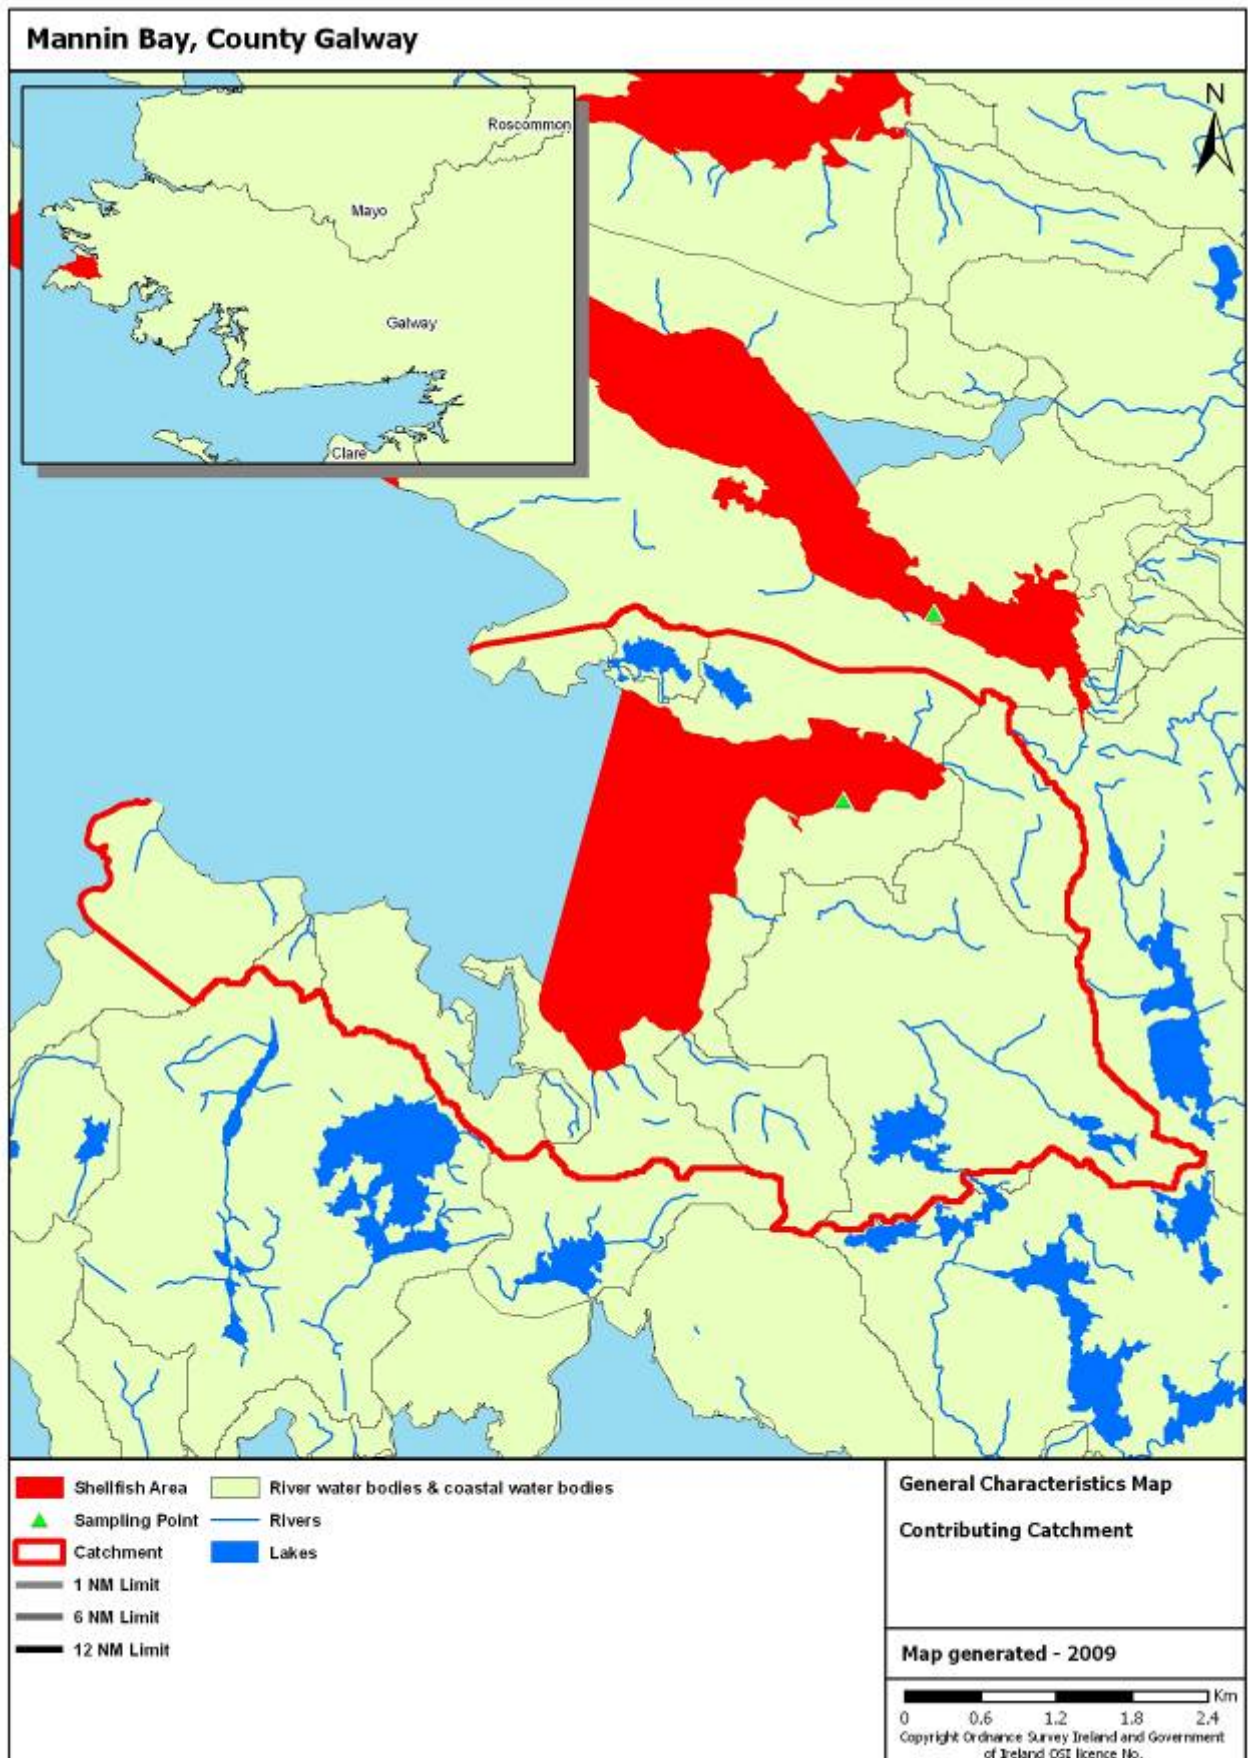 Mannin Bay, County Galway
N
Roscommon
Mayo
Galway
Clare
Shellfish Area
River water bodies & coastal water bodies
Sampling Point
Rivers
Catchment
Lakes
1 NM Limit
6 NM Limit
12 NM Limit
General Characteristics Map
Contributing Catchment
Map generated - 2009
Km
0 0.6 1.2 1.8 2.4
Copyright Ordnance Survey Ireland and Government
of Ireland OSI licence No.